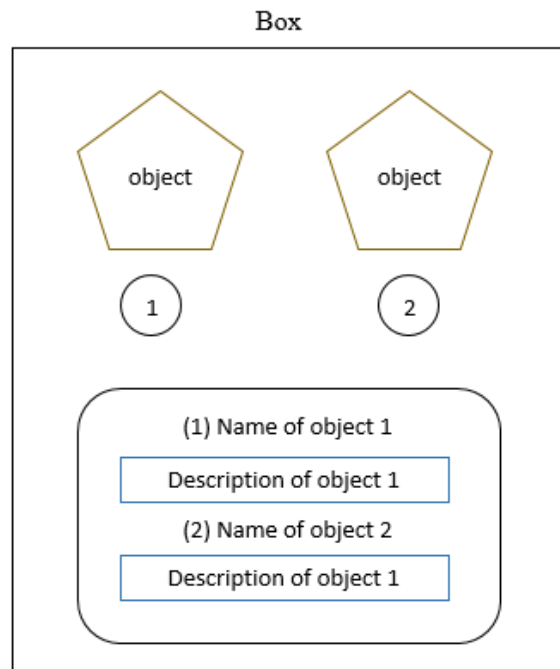 Box
object
object
1
2
(1) Name of object 1
Description of object 1
(2) Name of object 2
Description of object 1